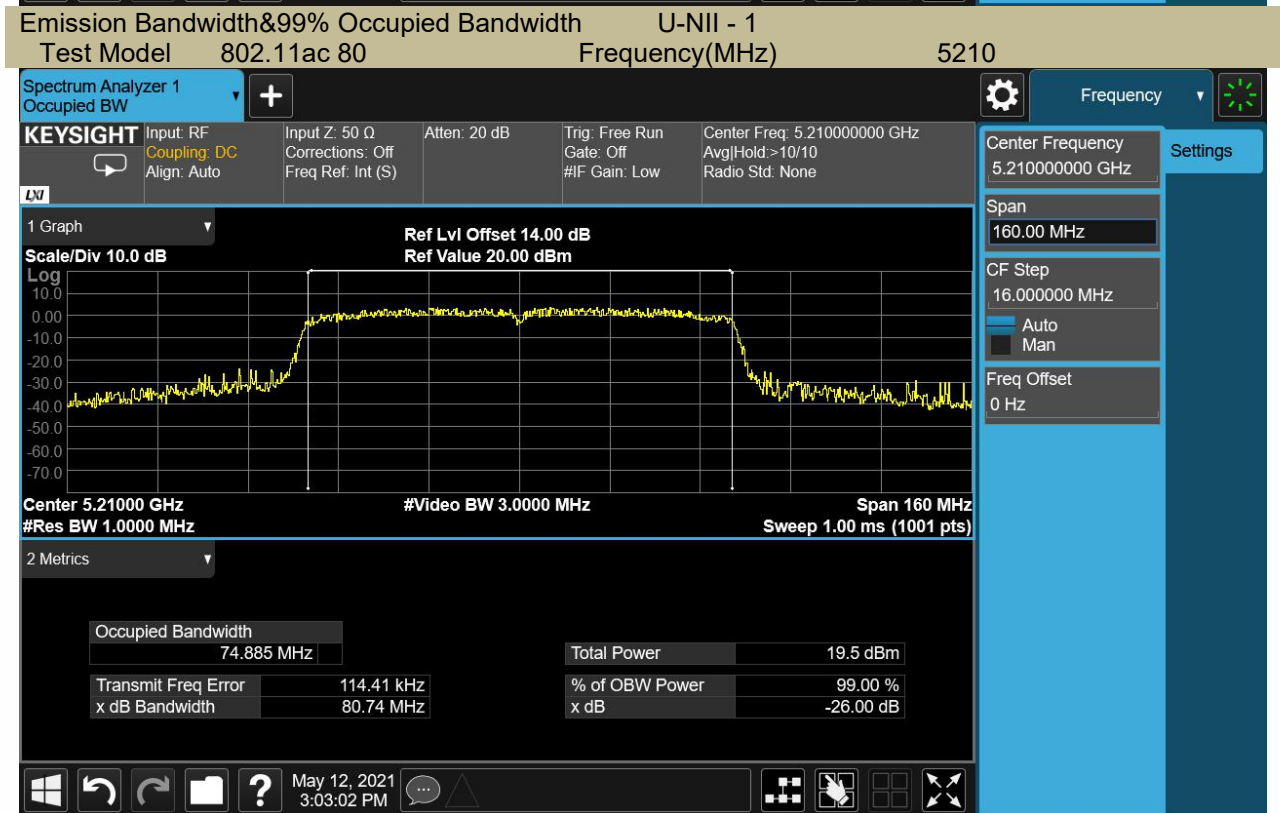 Emission Bandwidth&99% Occupied Bandwidth U-NII - 1
Test Model 802.11ac 80 Frequency(MHz) 5210
Spectrum Analyzer 1
Occupied BW
+
Frequency
KEYSIGHT
LXI
Input: RF
Coupling: DC
Align: Auto
Input Z: 50 Ω
Corrections: Off
Freq Ref: Int (S)
Atten: 20 dB
Trig: Free Run
Gate: Off
#IF Gain: Low
Center Freq: 5.210000000 GHz
Avg|Hold:>10/10
Radio Std: None
Center Frequency
5.210000000 GHz
Settings
Span
160.00 MHz
CF Step
16.000000 MHz
Auto
Man
Freq Offset
0 Hz
1 Graph
Scale/Div 10.0 dB
Ref Lvl Offset 14.00 dB
Ref Value 20.00 dBm
Log
10.0
0.00
-10.0
-20.0
-30.0
-40.0
-50.0
-60.0
-70.0
Center 5.21000 GHz #Video BW 3.0000 MHz Span 160 MHz
#Res BW 1.0000 MHz Sweep 1.00 ms (1001 pts)
2 Metrics
Occupied Bandwidth
74.885 MHz
Total Power 19.5 dBm
Transmit Freq Error 114.41 kHz % of OBW Power 99.00 %
x dB Bandwidth 80.74 MHz x dB -26.00 dB
?
May 12, 2021
3:03:02 PM